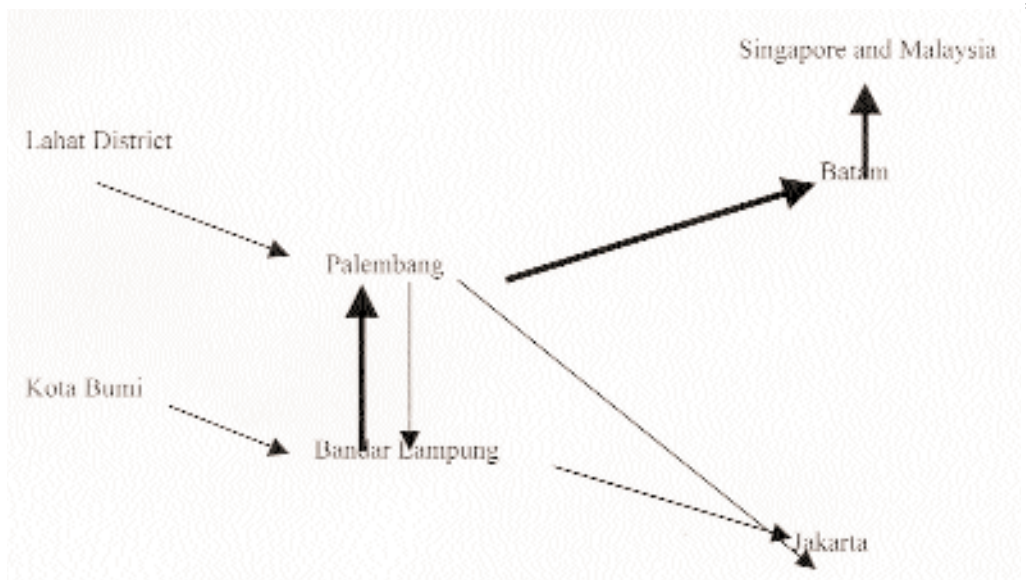 Singapore and Malaysia
Lahat District
Batam
Palembang
Kota Bumi
Bandar Lampung
Jakarta